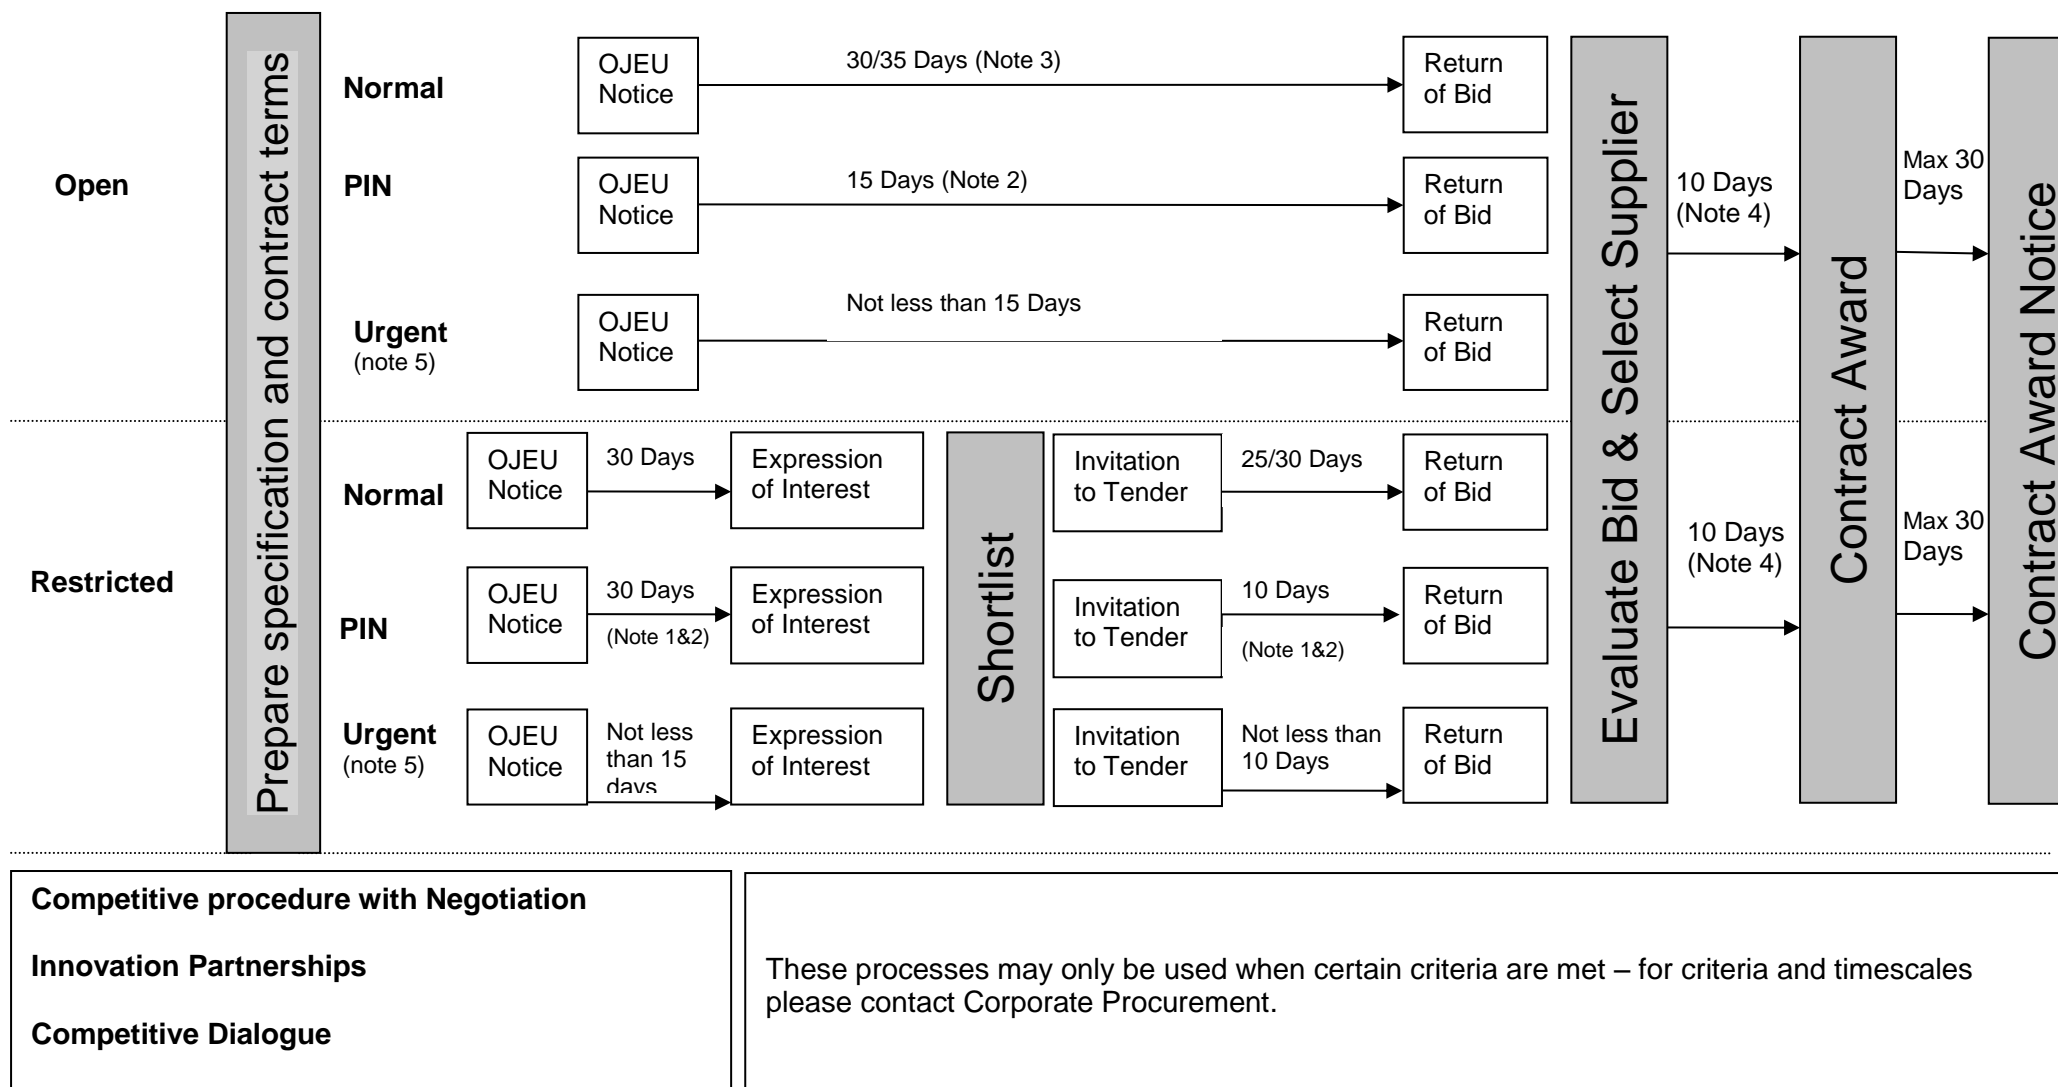 Prepare specification and contract terms
Open
Normal
OJEU
Notice
30/35 Days (Note 3)
Return
of Bid
PIN
OJEU
Notice
15 Days (Note 2)
Return
of Bid
Urgent
(note 5)
OJEU
Notice
Not less than 15 Days
Return
of Bid
Restricted
Normal
OJEU
Notice
30 Days
Expression
of Interest
Invitation
to Tender
25/30 Days
Return
of Bid
PIN
OJEU
Notice
30 Days
(Note 1&2)
Expression
of Interest
Shortlist
Invitation
to Tender
10 Days
(Note 1&2)
Return
of Bid
Urgent
(note 5)
OJEU
Notice
Not less
than 15
days
Expression
of Interest
Invitation
to Tender
Not less than
10 Days
Return
of Bid
Evaluate Bid & Select Supplier
10 Days
(Note 4)
10 Days
(Note 4)
Contract Award
Max 30
Days
Max 30
Days
Contract Award Notice
Competitive procedure with Negotiation
Innovation Partnerships
Competitive Dialogue
These processes may only be used when certain criteria are met – for criteria and timescales
please contact Corporate Procurement.